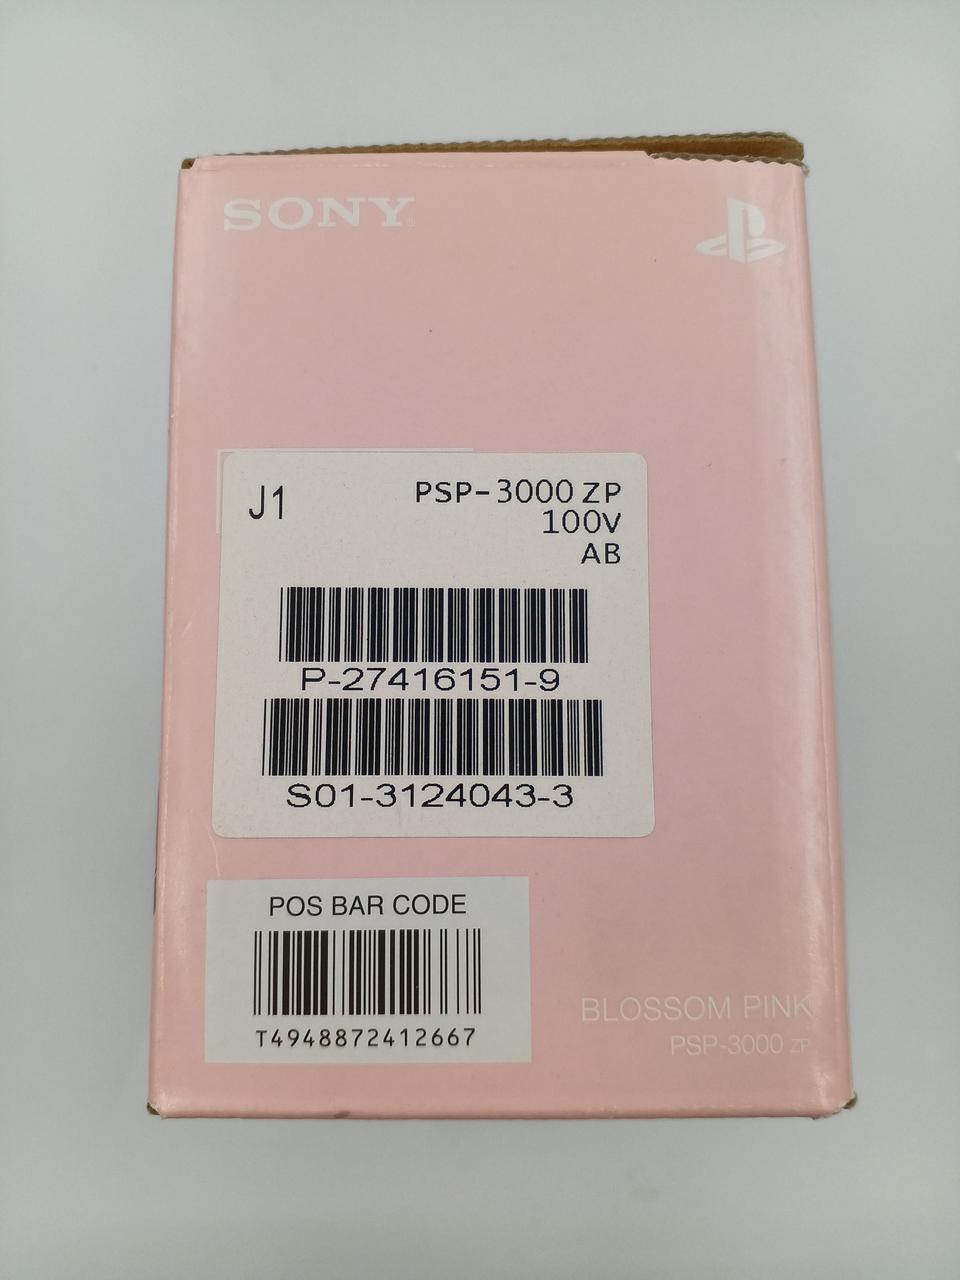 SONY
J1
PSP-3000 ZP
100V
AB
P-27416151-9
S01-3124043-3
POS BAR CODE
T4948872412667
BLOSSOM PINK
PSP-3000 ZP